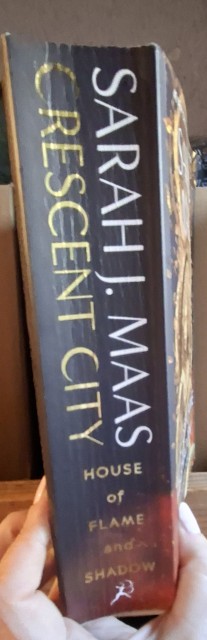 SARAH J. MAAS
CRESCENT CITY
HOUSE
of
FLAME
and
SHADOW